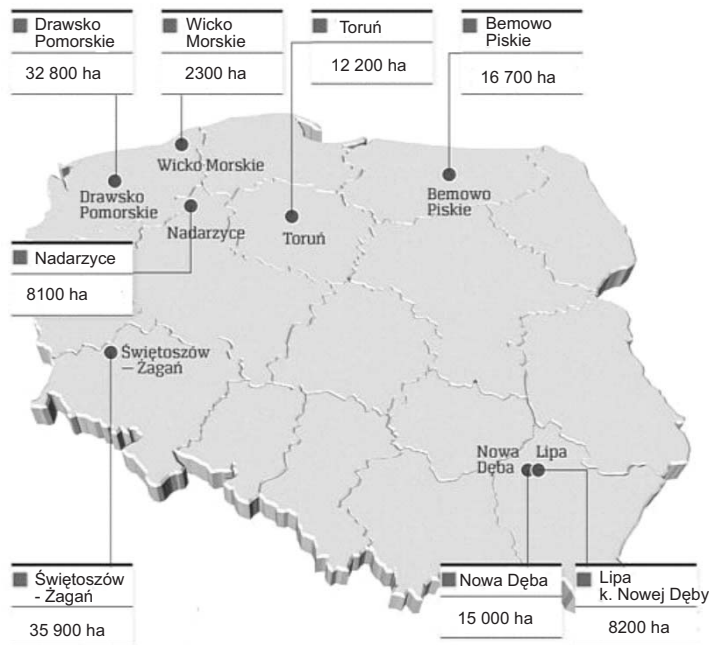 Drawsko
Pomorskie
32 800 ha
Wicko
Morskie
2300 ha
Toruń
12 200 ha
Bemowo
Piskie
16 700 ha
Wicko Morskie
Drawsko
Pomorskie
Nadarzyce
Toruń
Bemowo
Piskie
Nadarzyce
8100 ha
Świętoszów
— Żagań
Nowa
Dęba
Lipa
Świętoszów
- Żagań
35 900 ha
Nowa Dęba
15 000 ha
Lipa
k. Nowej Dęby
8200 ha